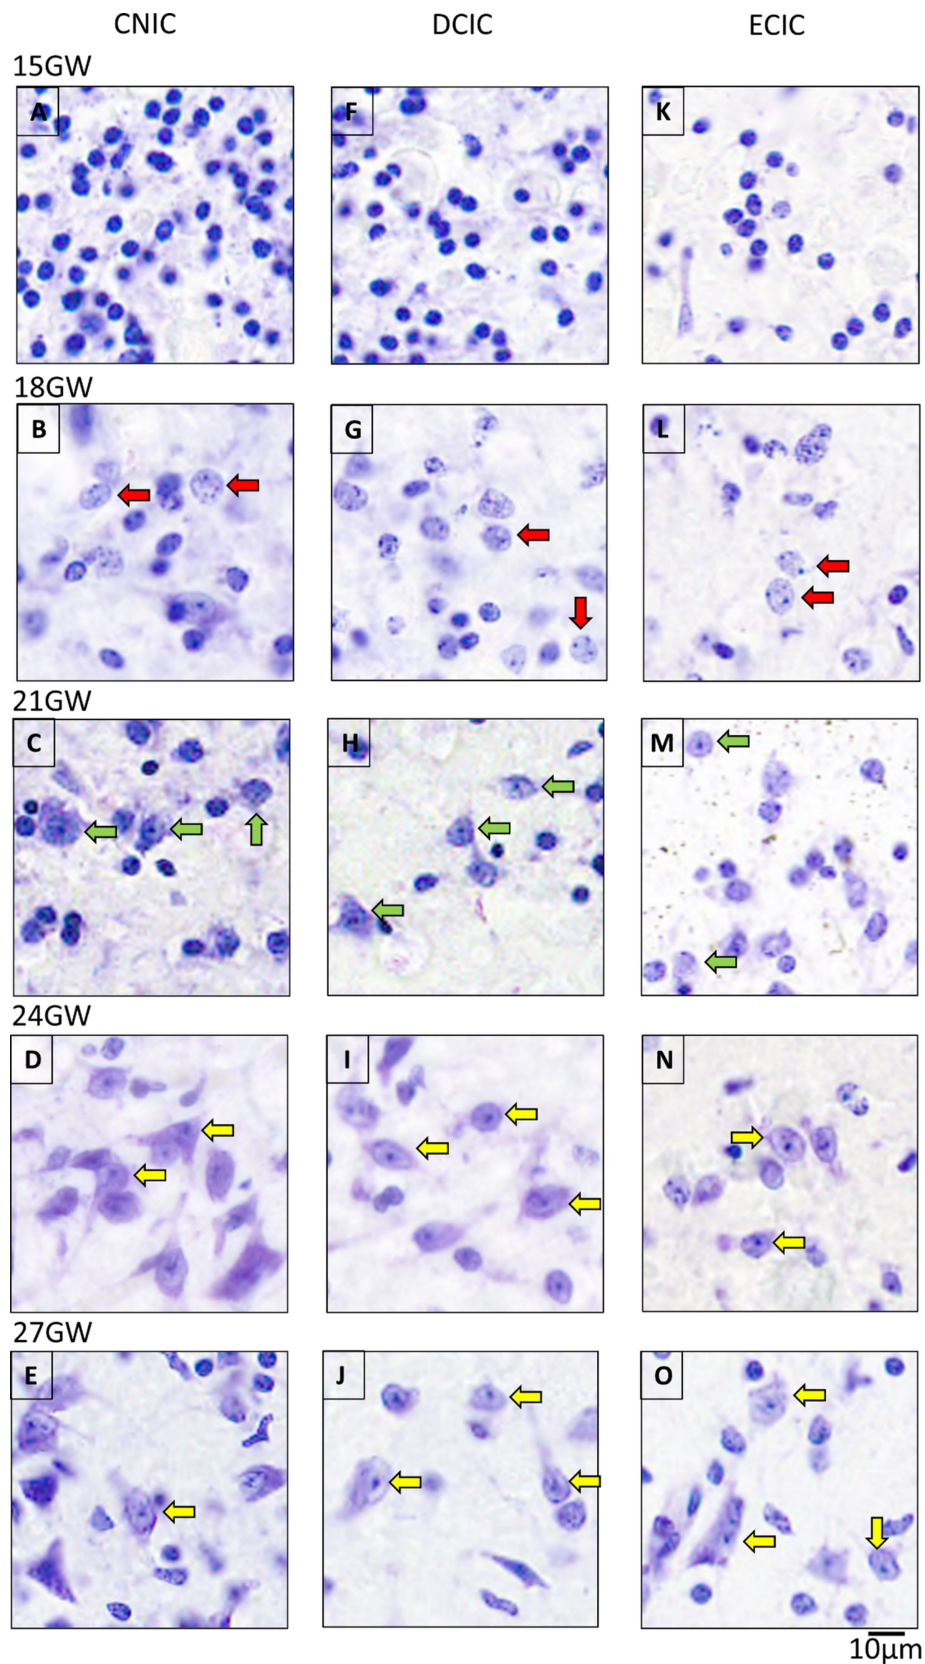 CNIC DCIC ECIC
15GW
A F K
18GW
B G L
21GW
C H M
24GW
D I N
27GW
E J O
10µm